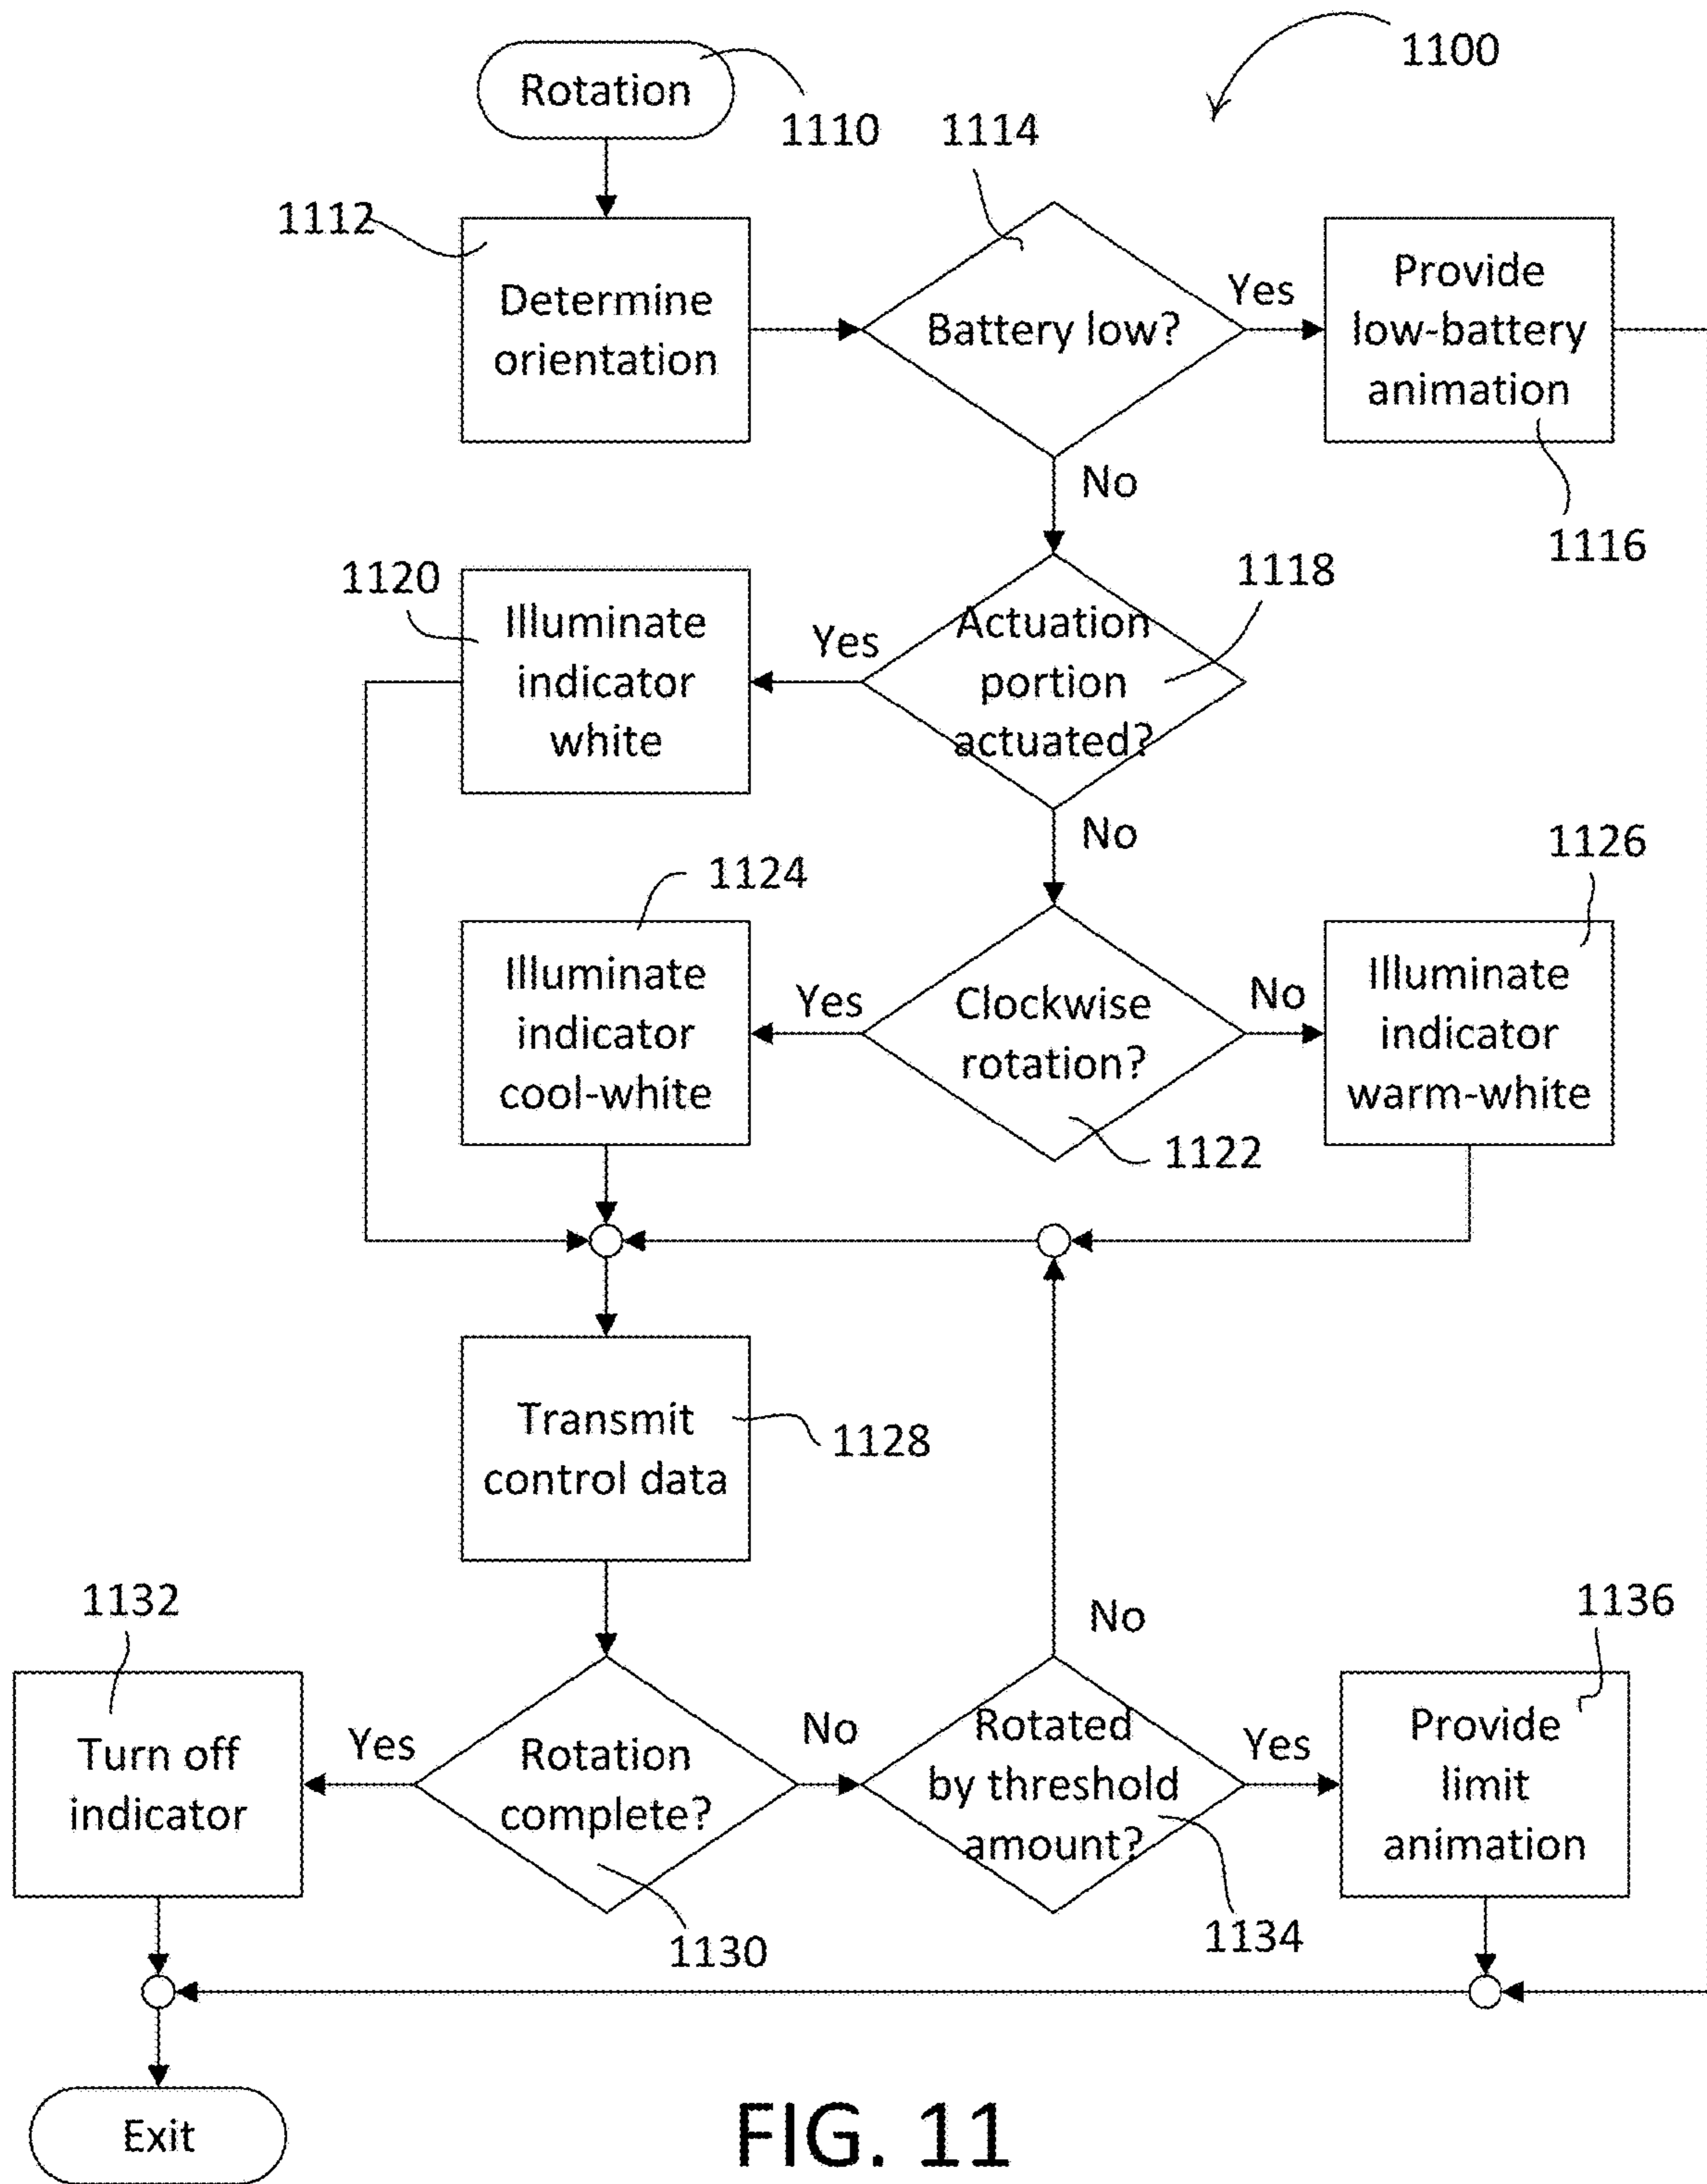 1100
Rotation
1110
1114
1112
Determine
orientation
Battery low?
Yes
Provide
low-battery
animation
No
1116
1120
Illuminate
indicator
white
Yes
Actuation
portion
actuated?
1118
No
1124
1126
Illuminate
indicator
cool-white
Yes
Clockwise
rotation?
No
Illuminate
indicator
warm-white
1122
Transmit
control data
1128
1132
No
1136
Turn off
indicator
Yes
Rotation
complete?
No
Rotated
by threshold
amount?
Yes
Provide
limit
animation
1130
1134
Exit
FIG. 11